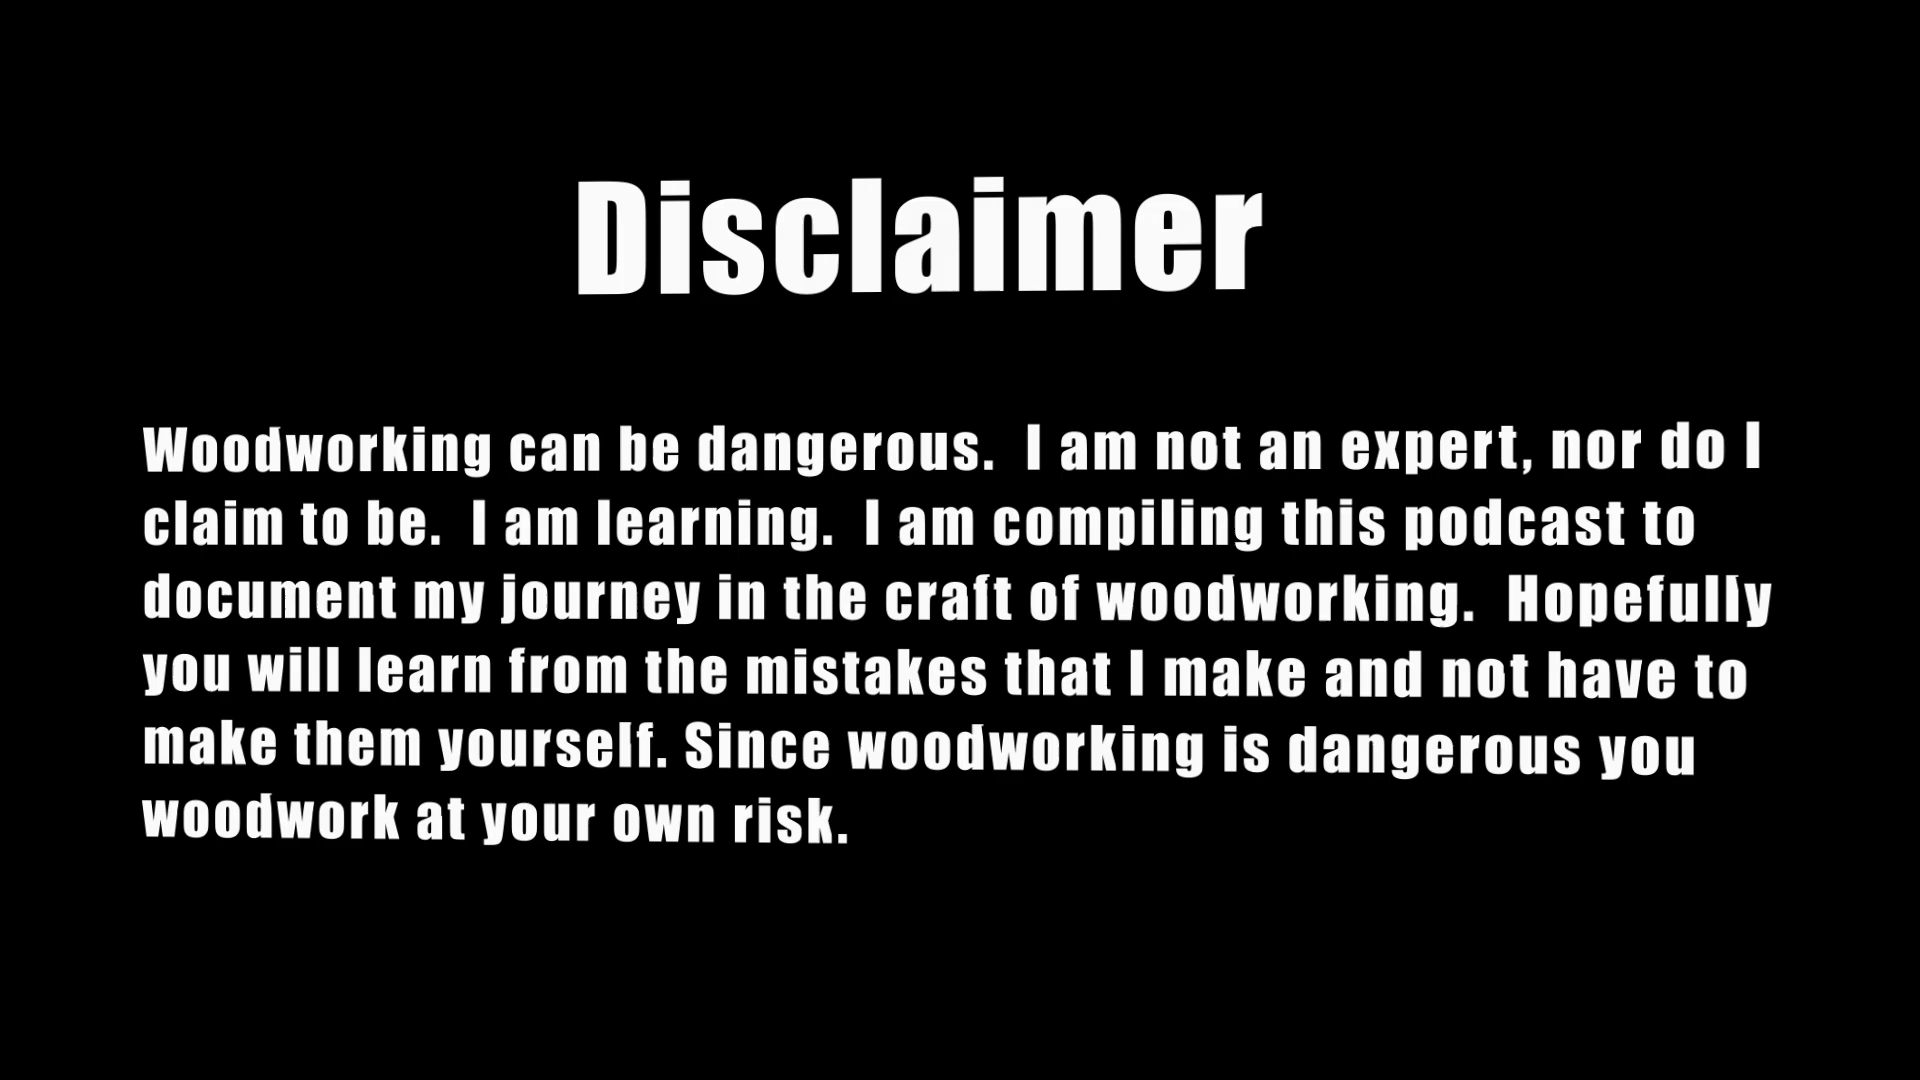 Disclaimer
Woodworking can be dangerous.  I am not an expert, nor do I
claim to be.  I am learning.  I am compiling this podcast to
document my journey in the craft of woodworking.  Hopefully
you will learn from the mistakes that I make and not have to
make them yourself. Since woodworking is dangerous you
woodwork at your own risk.